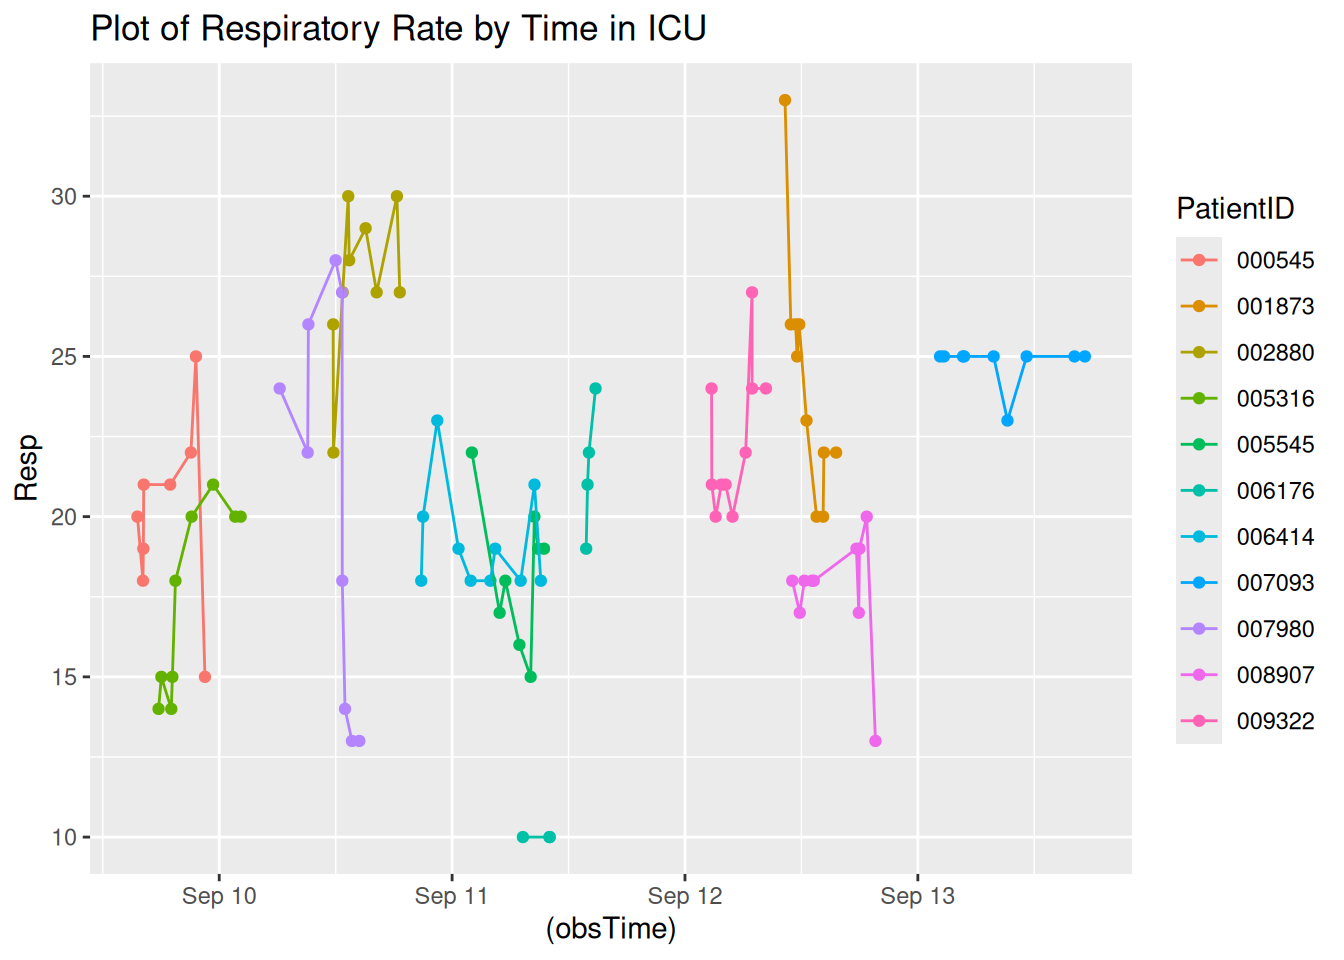 Plot of Respiratory Rate by Time in ICU
Resp
30
25
20
15
10
Sep 10
Sep 11
Sep 12
Sep 13
(obsTime)
PatientID
000545
001873
002880
005316
005545
006176
006414
007093
007980
008907
009322